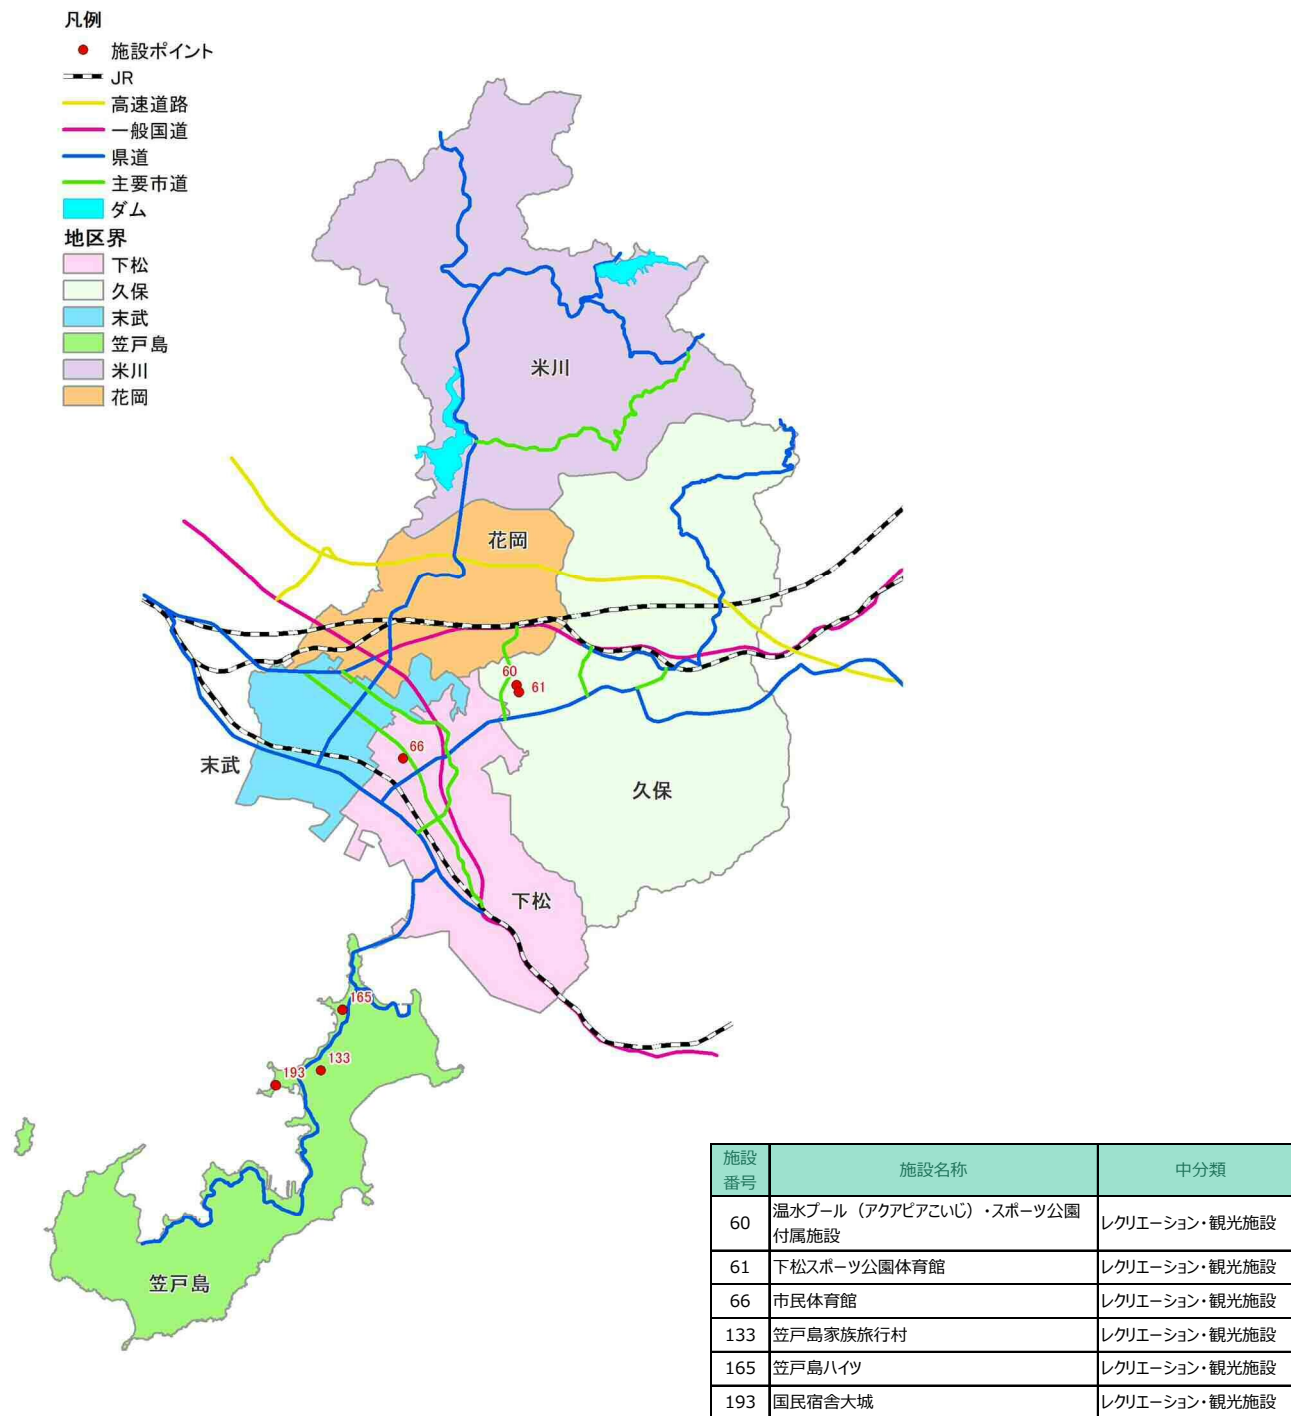 凡例
施設ポイント
JR
高速道路
一般国道
県道
主要市道
ダム
地区界
下松
久保
末武
笠戸島
米川
花岡
米川
花岡
60
61
66
末武
久保
下松
165
133
193
笠戸島
施設番号 施設名称 中分類
60 温水プール（アクアピアこいじ）・スポーツ公園
付属施設 レクリエーション・観光施設
61 下松スポーツ公園体育館 レクリエーション・観光施設
66 市民体育館 レクリエーション・観光施設
133 笠戸島家族旅行村 レクリエーション・観光施設
165 笠戸島ハイツ レクリエーション・観光施設
193 国民宿舎大城 レクリエーション・観光施設